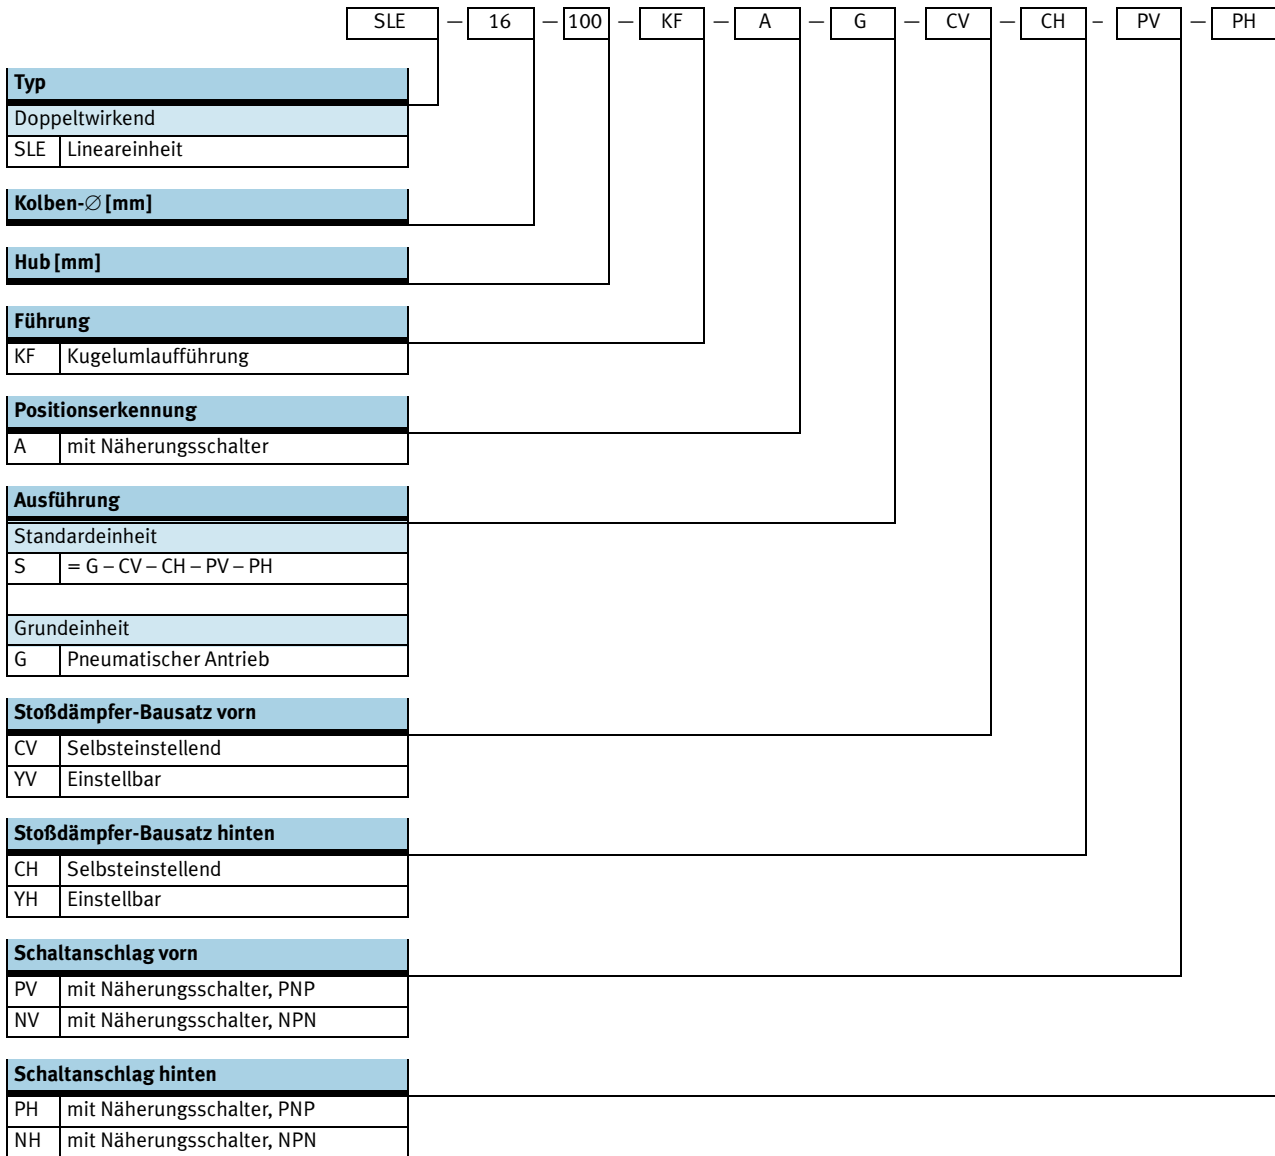 SLE — 16 — 100 — KF — A — G — CV — CH – PV — PH
Typ
Doppeltwirkend
SLE Lineareinheit
Kolben-∅ [mm]
Hub [mm]
Führung
KF Kugelumlaufführung
Positionserkennung
A mit Näherungsschalter
Ausführung
Standardeinheit
S = G – CV – CH – PV – PH
Grundeinheit
G Pneumatischer Antrieb
Stoßdämpfer-Bausatz vorn
CV Selbsteinstellend
YV Einstellbar
Stoßdämpfer-Bausatz hinten
CH Selbsteinstellend
YH Einstellbar
Schaltanschlag vorn
PV mit Näherungsschalter, PNP
NV mit Näherungsschalter, NPN
Schaltanschlag hinten
PH mit Näherungsschalter, PNP
NH mit Näherungsschalter, NPN